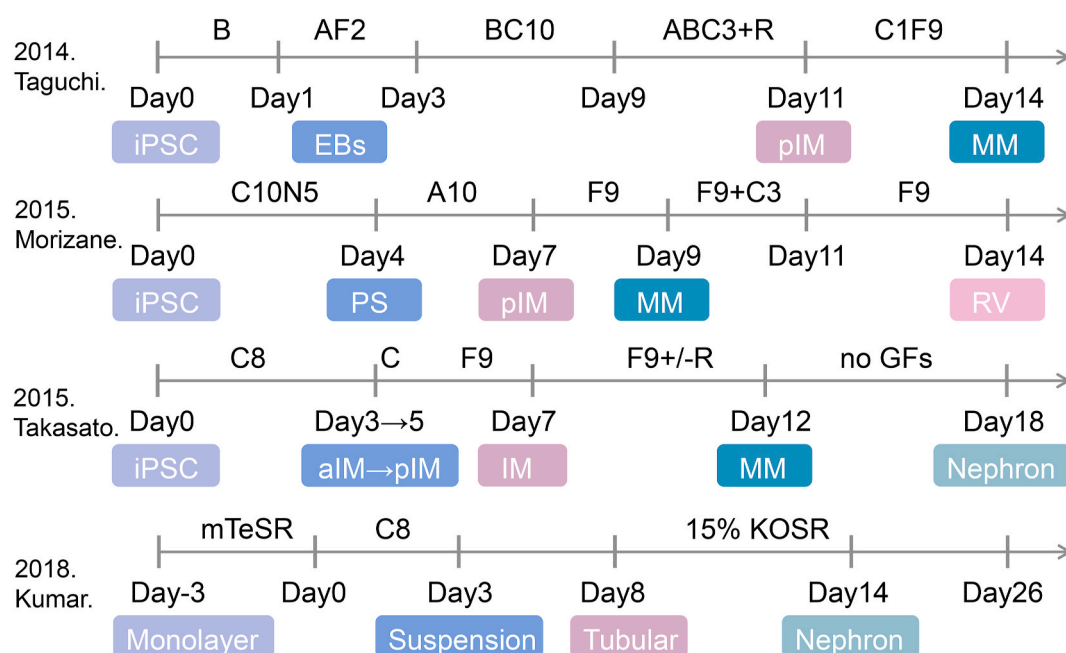 B AF2 BC10 ABC3+R C1F9
2014.
Taguchi.
Day0 Day1 Day3 Day9 Day11 Day14
iPSC EBs pIM MM
C10N5 A10 F9 F9+C3 F9
2015.
Morizane.
Day0 Day4 Day7 Day9 Day11 Day14
iPSC PS pIM MM RV
C8 C F9 F9+/-R no GFs
2015.
Takasato.
Day0 Day3→5 Day7 Day12 Day18
iPSC aIM→pIM IM MM Nephron
mTeSR C8 15% KOSR
2018.
Kumar.
Day-3 Day0 Day3 Day8 Day14 Day26
Monolayer Suspension Tubular Nephron